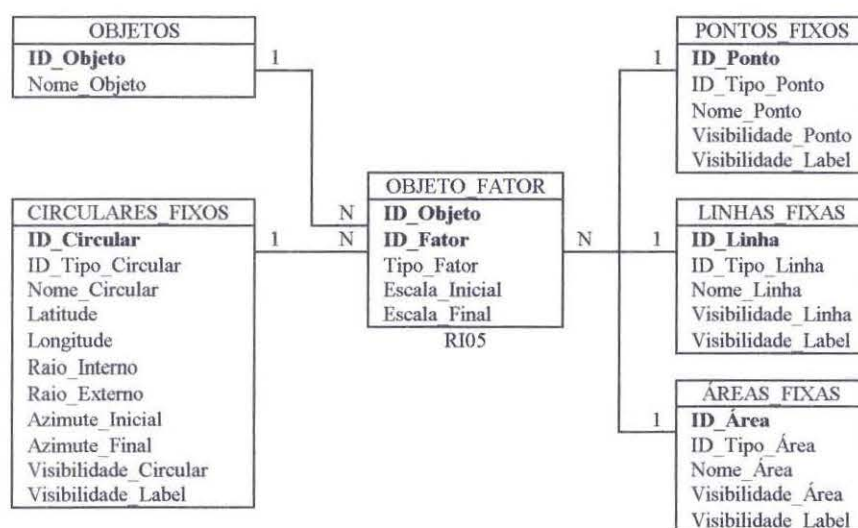 OBJETOS
ID_Objeto
Nome_Objeto
1
CIRCULARES_FIXOS
ID_Circular
ID_Tipo_Circular
Nome_Circular
Latitude
Longitude
Raio_Interno
Raio_Externo
Azimute_Inicial
Azimute_Final
Visibilidade_Circular
Visibilidade_Label
1
N
N
OBJETO_FATOR
ID_Objeto
ID_Fator
Tipo_Fator
Escala_Inicial
Escala_Final
RI05
N
1
PONTOS_FIXOS
ID_Ponto
ID_Tipo_Ponto
Nome_Ponto
Visibilidade_Ponto
Visibilidade_Label
1
LINHAS_FIXAS
ID_Linha
ID_Tipo_Linha
Nome_Linha
Visibilidade_Linha
Visibilidade_Label
1
ÁREAS_FIXAS
ID_Área
ID_Tipo_Área
Nome_Área
Visibilidade_Área
Visibilidade_Label